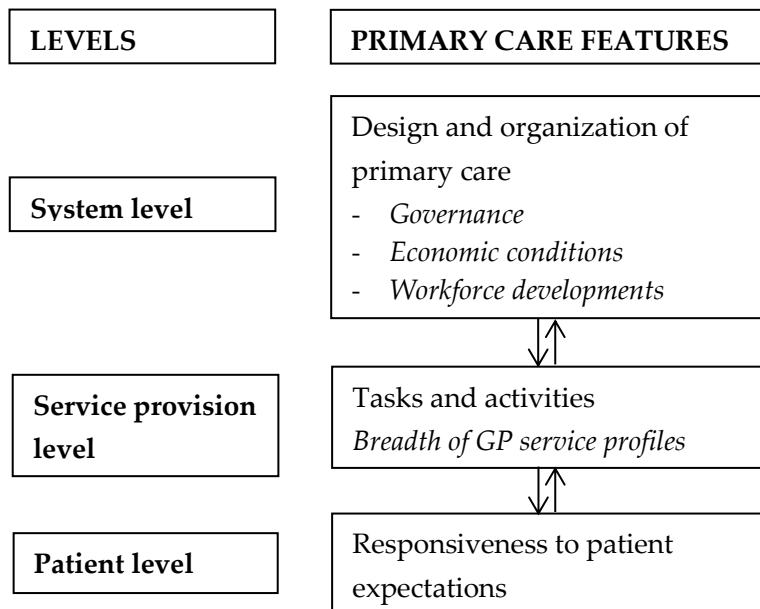 LEVELS
PRIMARY CARE FEATURES
System level
Design and organization of
primary care
- Governance
- Economic conditions
- Workforce developments
Service provision
level
Tasks and activities
Breadth of GP service profiles
Patient level
Responsiveness to patient
expectations